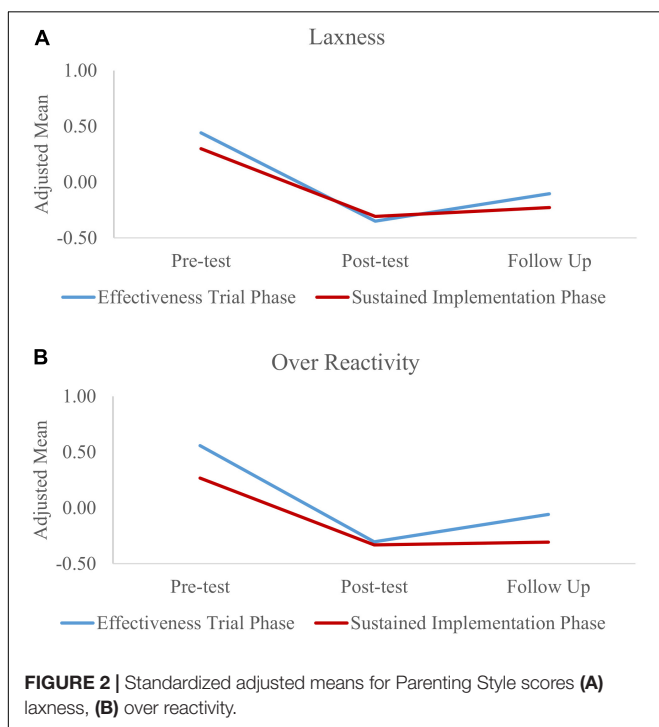 A
Laxness
1.00
0.50
0.00
-0.50
Adjusted Mean
Pre-test Post-test Follow Up
Effectiveness Trial Phase Sustained Implementation Phase
B
Over Reactivity
1.00
0.50
0.00
-0.50
Adjusted Mean
Pre-test Post-test Follow Up
Effectiveness Trial Phase Sustained Implementation Phase
FIGURE 2 | Standardized adjusted means for Parenting Style scores (A)
laxness, (B) over reactivity.